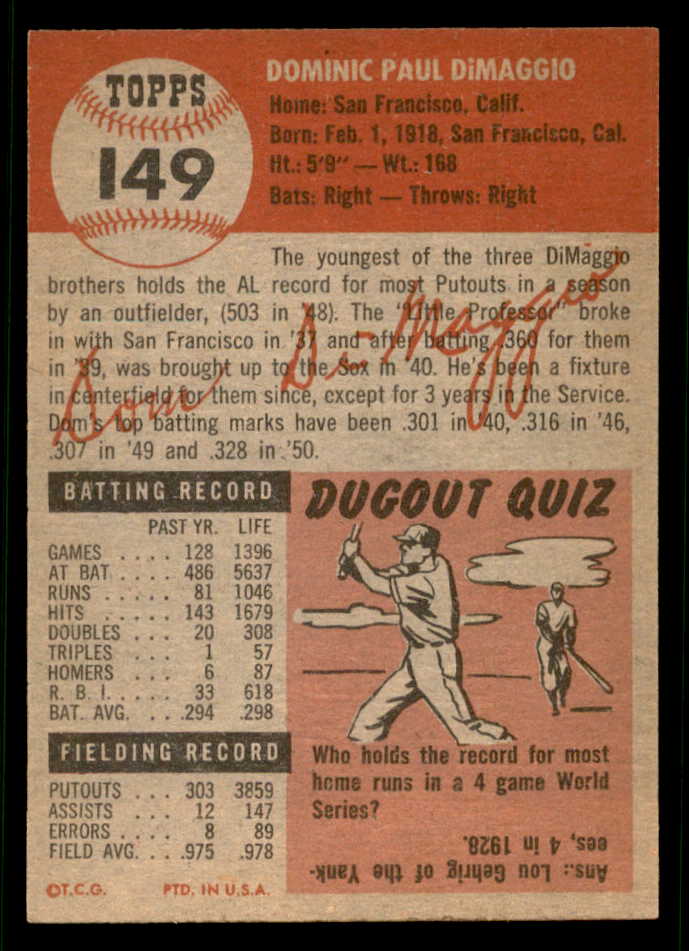 TOPPS
149
DOMINIC PAUL DiMAGGIO
Home: San Francisco, Calif.
Born: Feb. 1, 1918, San Francisco, Cal.
Ht.: 5'9" — Wt.: 168
Bats: Right — Throws: Right
The youngest of the three DiMaggio
brothers holds the AL record for most Putouts in a season
by an outfielder, (503 in '48). The "Little Professor" broke
in with San Francisco in '37 and after batting .360 for them
in '39, was brought up to the Sox in '40. He's been a fixture
in centerfield for them since, except for 3 years in the Service.
Dom's top batting marks have been .301 in '40, .316 in '46,
.307 in '49 and .328 in '50.
Dom DiMaggio
BATTING RECORD
PAST YR. LIFE
GAMES .... 128 1396
AT BAT .... 486 5637
RUNS ..... 81 1046
HITS ..... 143 1679
DOUBLES ... 20 308
TRIPLES ... 1 57
HOMERS ... 6 87
R. B. I. .... 33 618
BAT. AVG. ... .294 .298
FIELDING RECORD
PUTOUTS ... 303 3859
ASSISTS ... 12 147
ERRORS ... 8 89
FIELD AVG. ... .975 .978
©T.C.G. PTD. IN U.S.A.
DUGOUT QUIZ
Who holds the record for most
home runs in a 4 game World
Series?
Ans.: Lou Gehrig of the Yank-
ees, 4 in 1928.